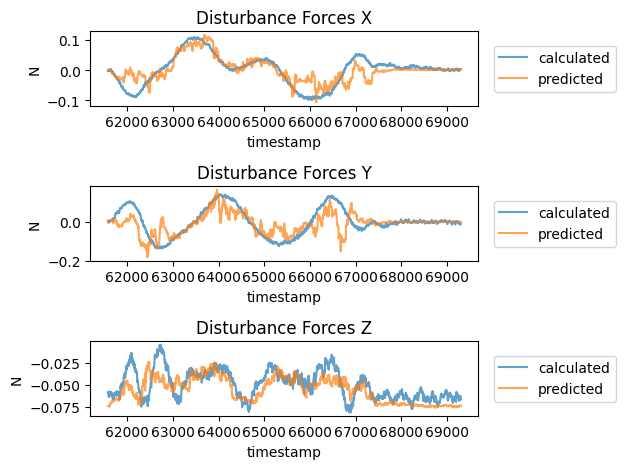 Disturbance Forces X
0.1
0.0
−0.1
N
62000 63000 64000 65000 66000 67000 68000 69000
timestamp
calculated
predicted
Disturbance Forces Y
0.0
−0.2
N
62000 63000 64000 65000 66000 67000 68000 69000
timestamp
calculated
predicted
Disturbance Forces Z
−0.025
−0.050
−0.075
N
62000 63000 64000 65000 66000 67000 68000 69000
timestamp
calculated
predicted